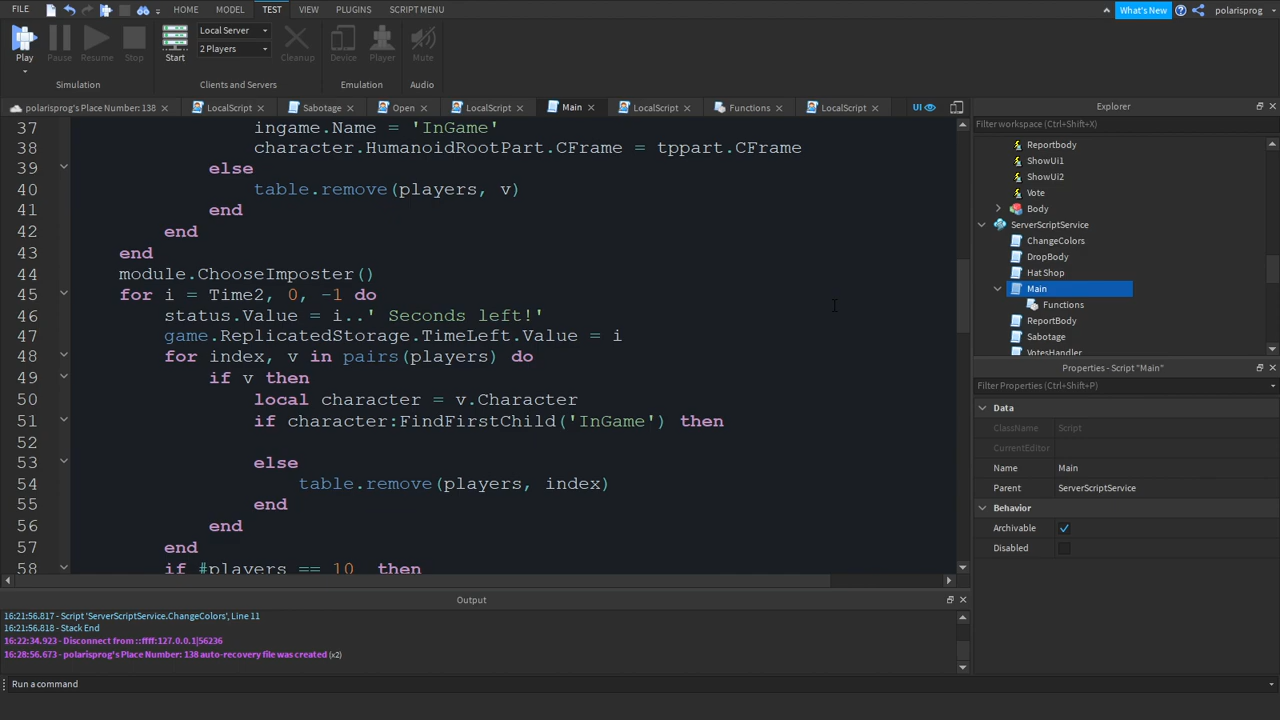 FILE HOME MODEL TEST VIEW PLUGINS SCRIPT MENU What's New polarisprog
Play Pause Resume Stop Start Local Server 2 Players Cleanup Device Player Mute
Simulation Clients and Servers Emulation Audio
polarisprog's Place Number: 138 LocalScript Sabotage Open LocalScript Main LocalScript Functions LocalScript UI
37 ingame.Name = 'InGame'
38 character.HumanoidRootPart.CFrame = tppart.CFrame
39 else
40 table.remove(players, v)
41 end
42 end
43 end
44 module.ChooseImposter()
45 for i = Time2, 0, -1 do
46 status.Value = i..' Seconds left!'
47 game.ReplicatedStorage.TimeLeft.Value = i
48 for index, v in pairs(players) do
49 if v then
50 local character = v.Character
51 if character:FindFirstChild('InGame') then
52
53 else
54 table.remove(players, index)
55 end
56 end
57 end
58 if #players == 10 then
Explorer
Filter workspace (Ctrl+Shift+X)
Reportbody
ShowUi1
ShowUi2
Vote
Body
ServerScriptService
ChangeColors
DropBody
Hat Shop
Main
Functions
ReportBody
Sabotage
VotesHandler
Properties - Script "Main"
Filter Properties (Ctrl+Shift+P)
Data
ClassName Script
CurrentEditor
Name Main
Parent ServerScriptService
Behavior
Archivable
Disabled
Output
16:21:56.817 - Script 'ServerScriptService.ChangeColors', Line 11
16:21:56.818 - Stack End
16:22:34.923 - Disconnect from ::ffff:127.0.0.1|56236
16:28:56.673 - polarisprog's Place Number: 138 auto-recovery file was created (x2)
Run a command